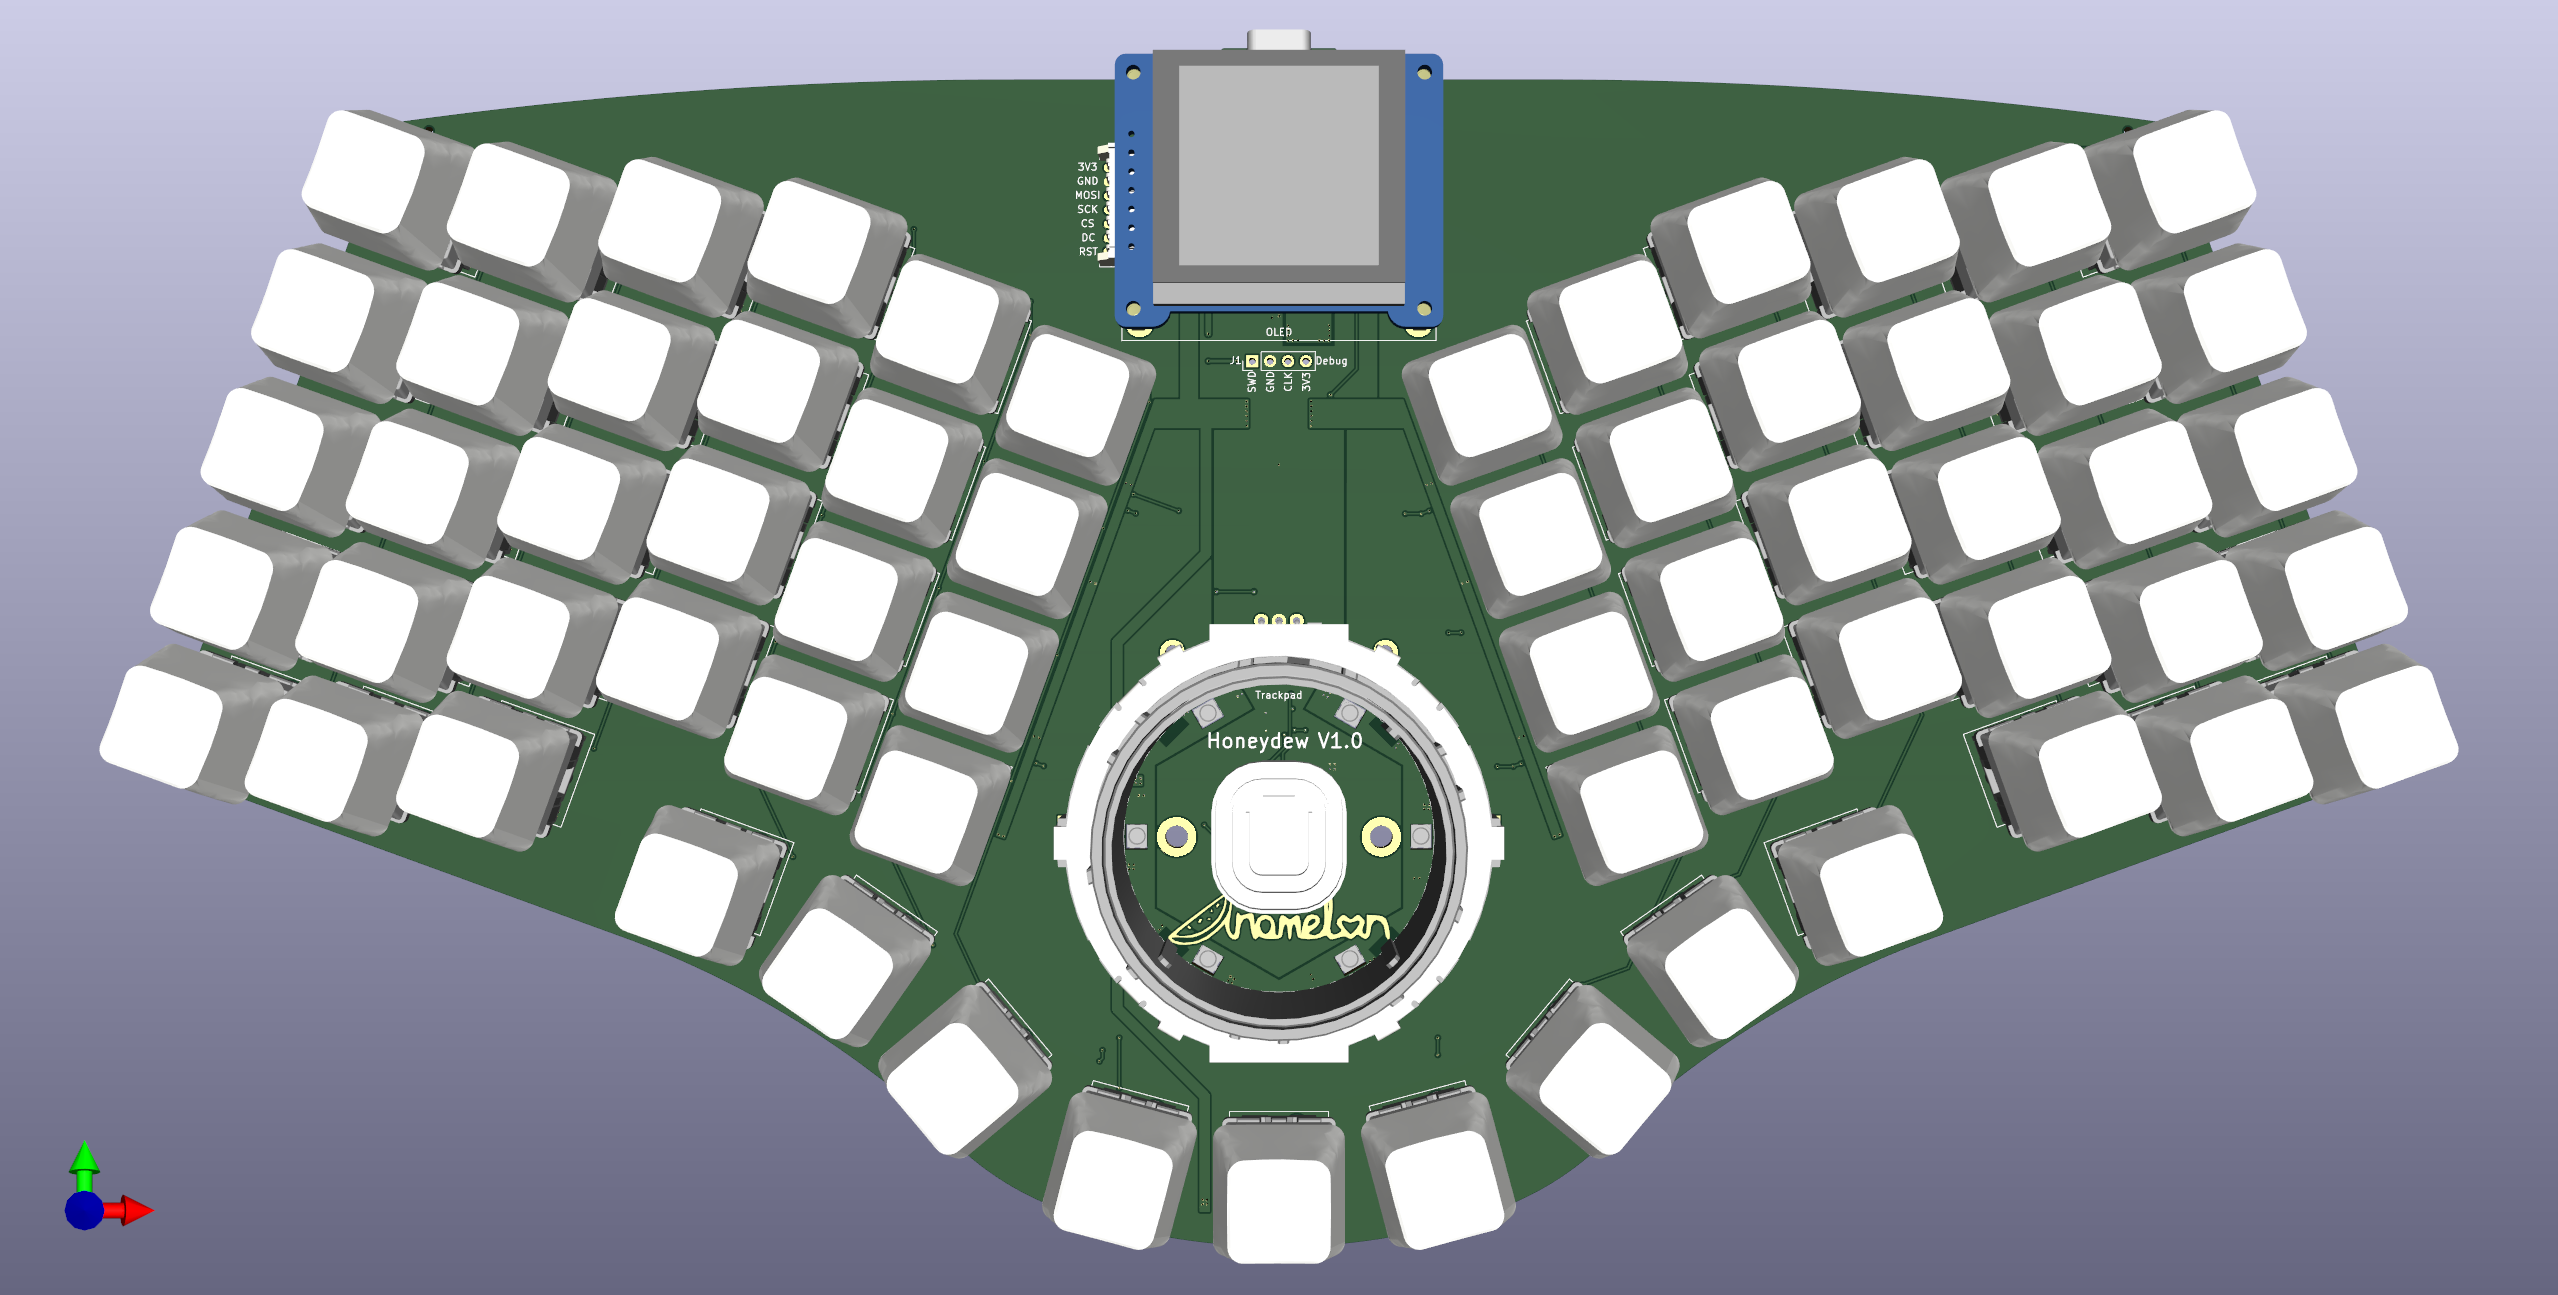 3V3
GND
MOSI
SCK
CS
DC
RST
OLED
J1 Debug
SWD GND CLK 3V3
Trackpad
Honeydew V1.0